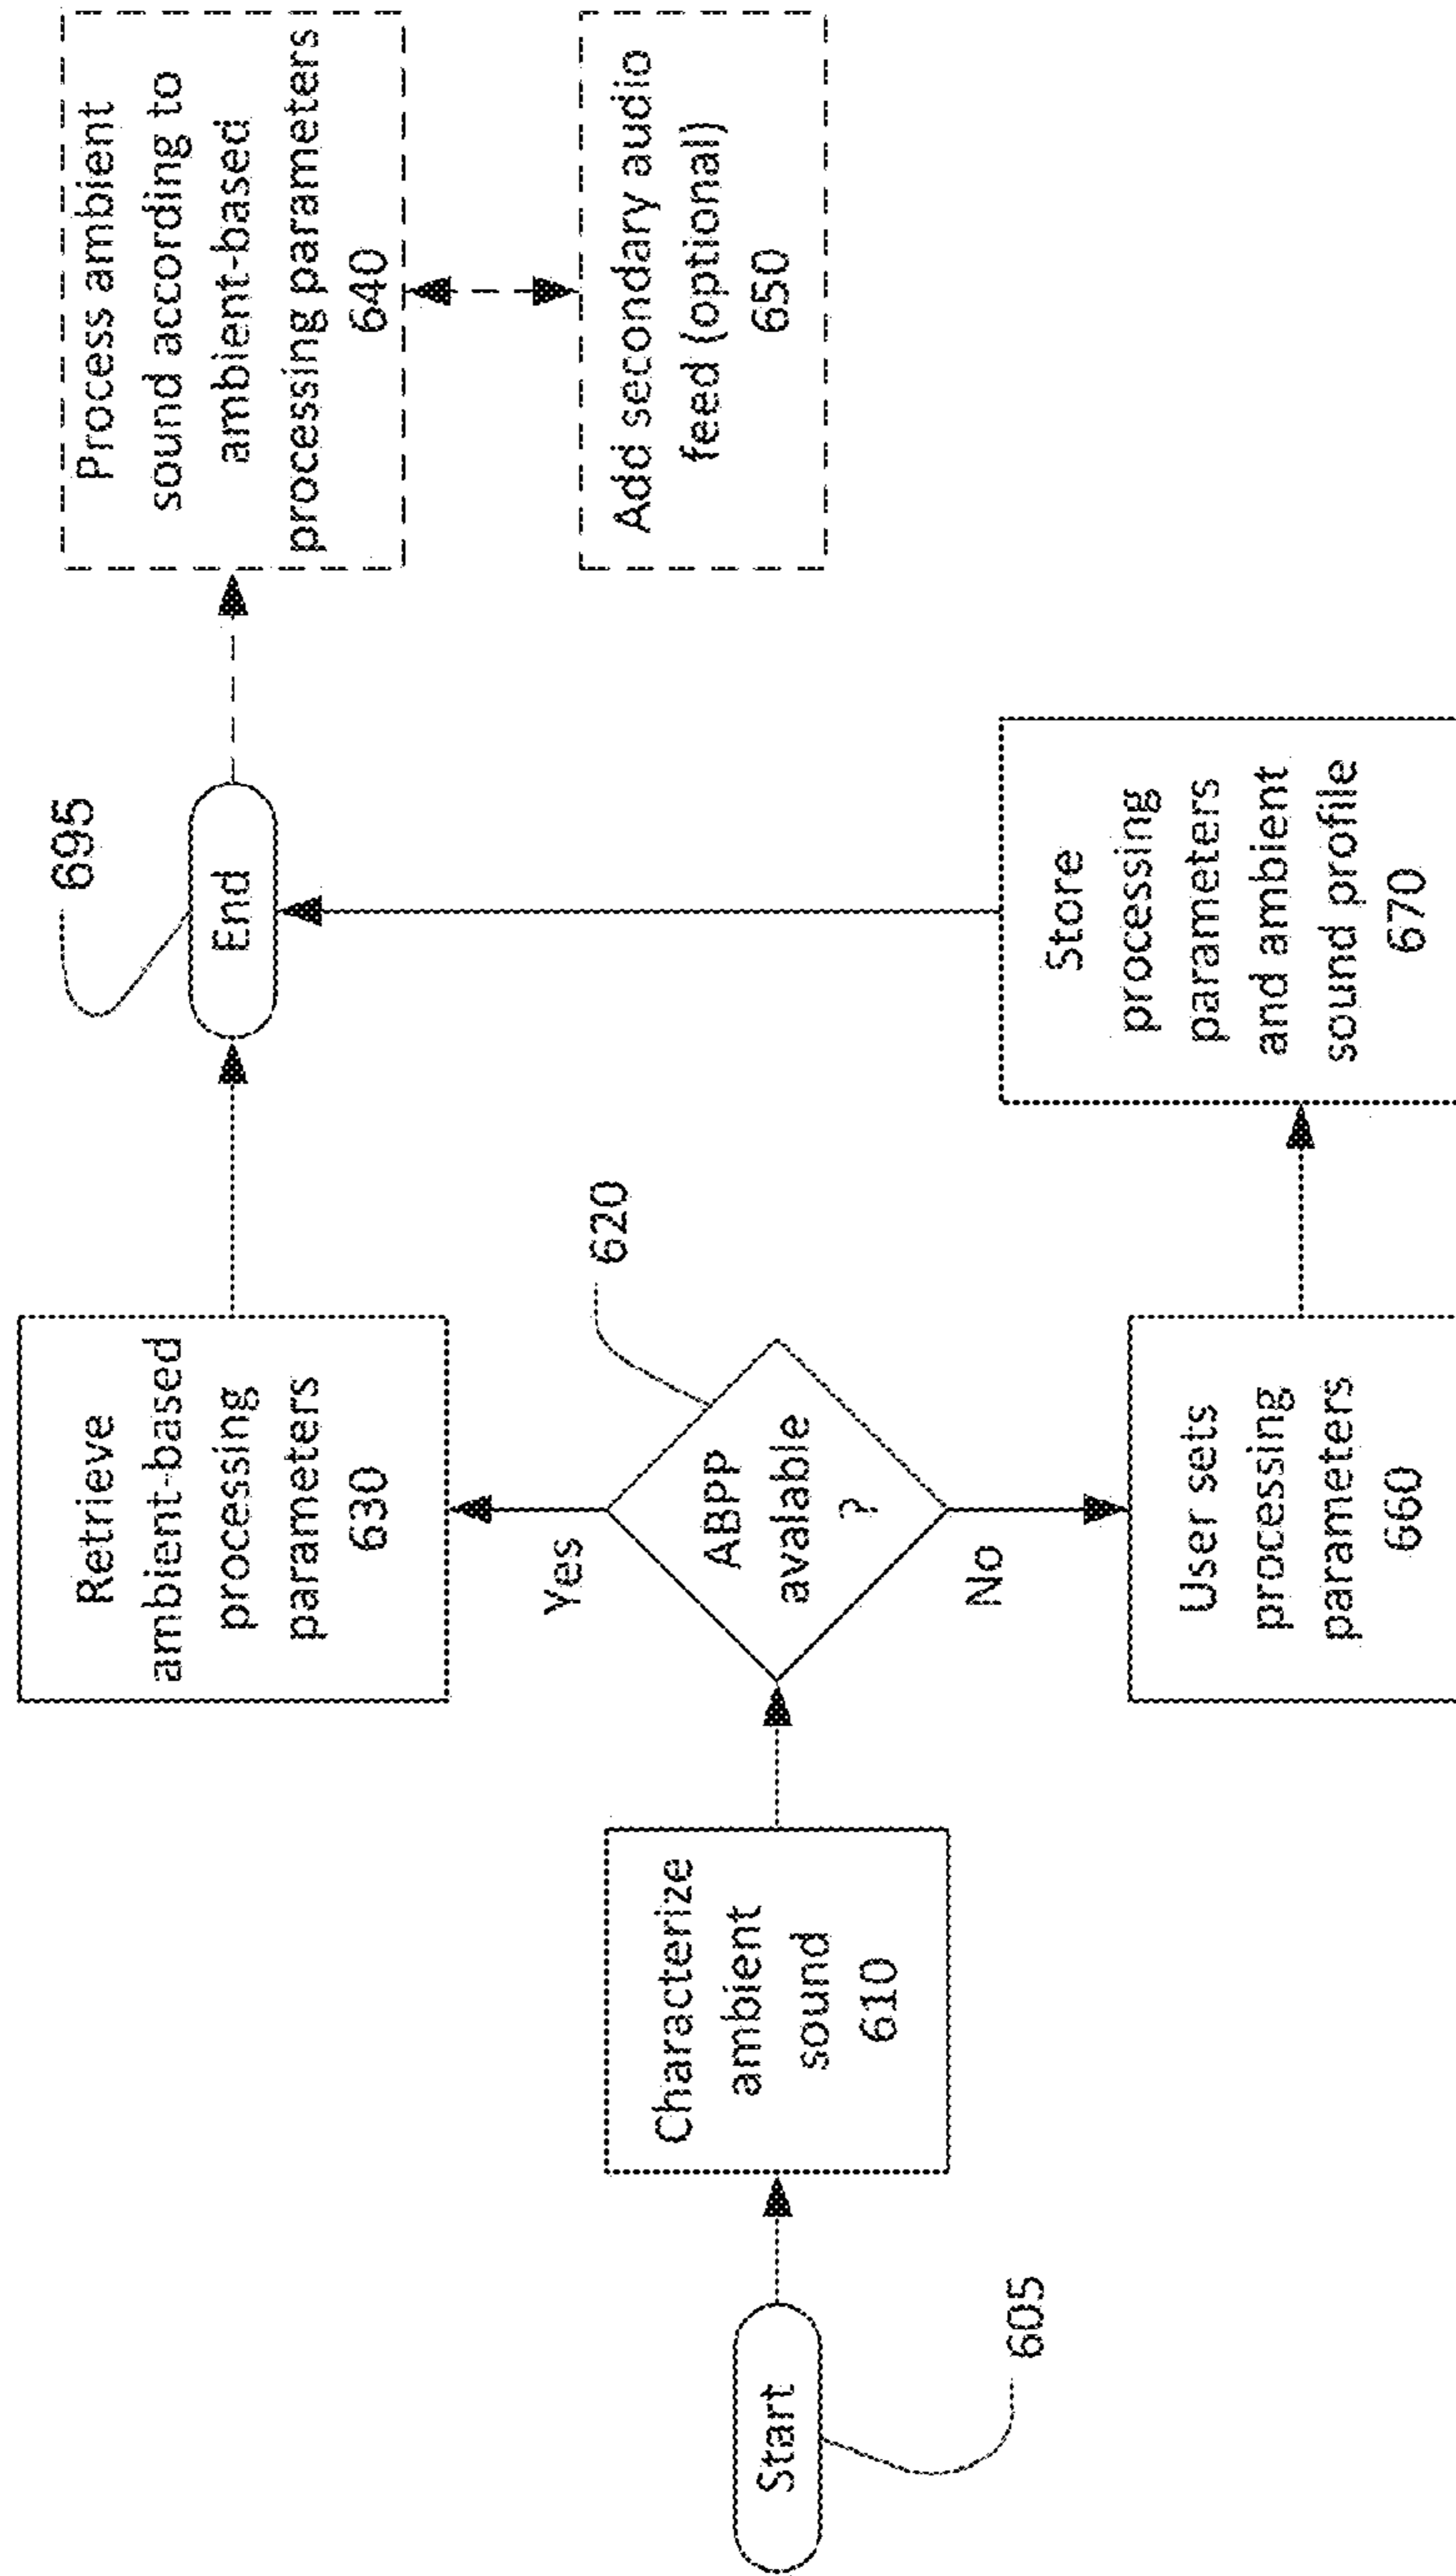 Start
605
Characterize
ambient
sound
610
ABPP
avalable
?
620
Yes
No
Retrieve
ambient-based
processing
parameters
630
User sets
processing
parameters
660
Store
processing
parameters
and ambient
sound profile
670
End
695
Process ambient
sound according to
ambient-based
processing parameters
640
Add secondary audio
feed (optional)
650